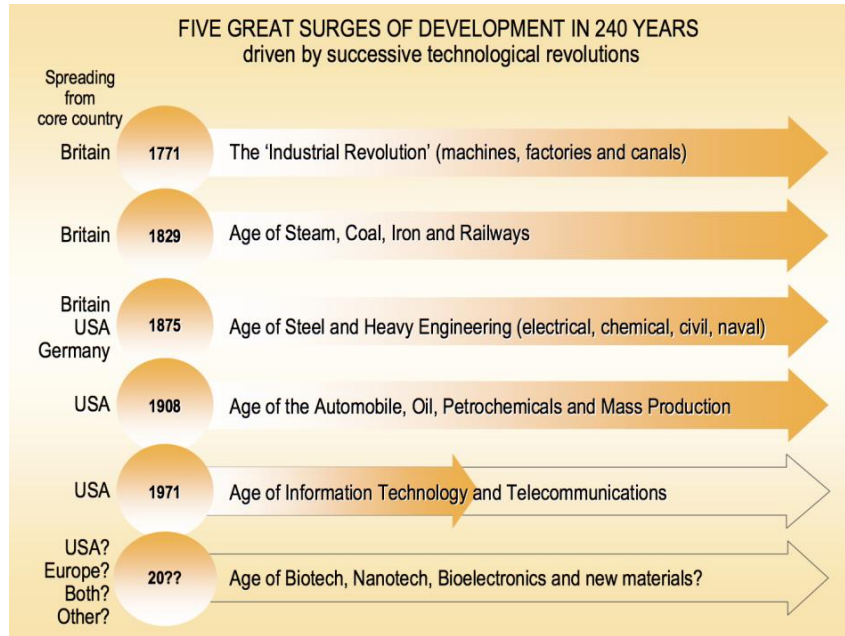 FIVE GREAT SURGES OF DEVELOPMENT IN 240 YEARS
driven by successive technological revolutions
Spreading
from
core country
Britain
1771
The ‘Industrial Revolution’ (machines, factories and canals)
Britain
1829
Age of Steam, Coal, Iron and Railways
Britain
USA
Germany
1875
Age of Steel and Heavy Engineering (electrical, chemical, civil, naval)
USA
1908
Age of the Automobile, Oil, Petrochemicals and Mass Production
USA
1971
Age of Information Technology and Telecommunications
USA?
Europe?
Both?
Other?
20??
Age of Biotech, Nanotech, Bioelectronics and new materials?